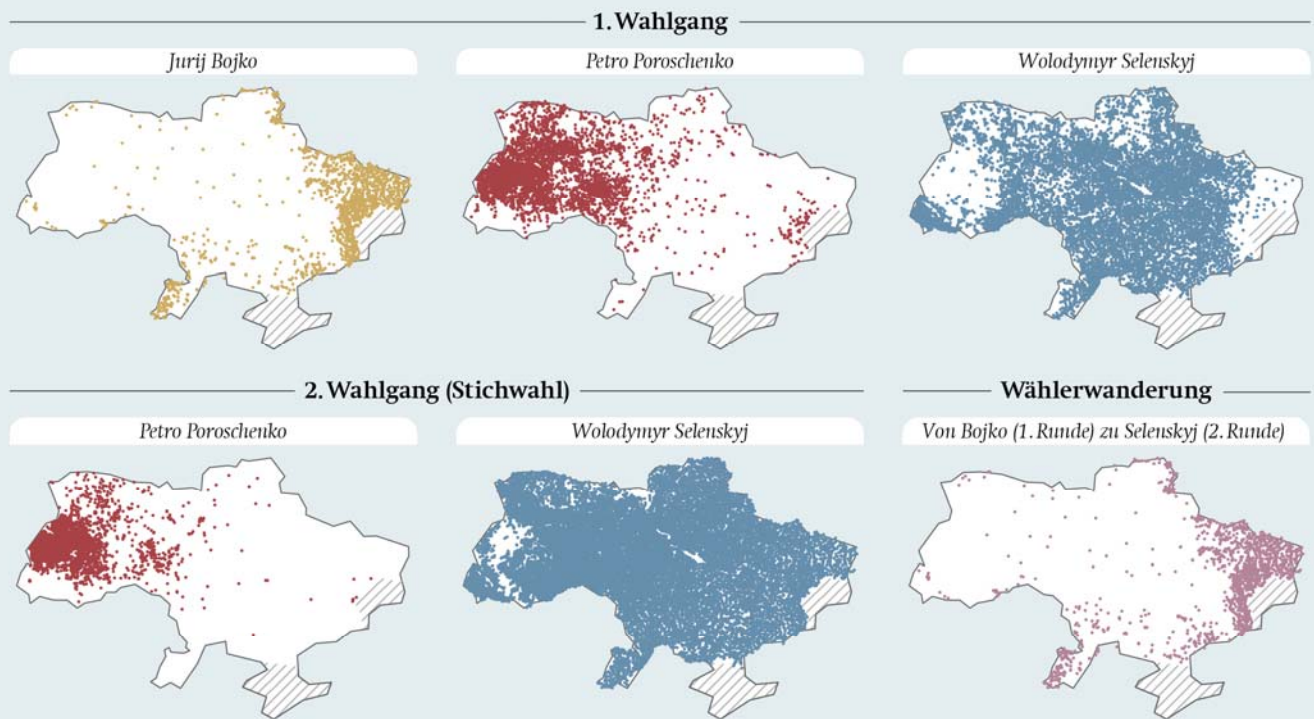 1. Wahlgang
Jurij Bojko
Petro Poroschenko
Wolodymyr Selenskyj
2. Wahlgang (Stichwahl)
Wählerwanderung
Petro Poroschenko
Wolodymyr Selenskyj
Von Bojko (1. Runde) zu Selenskyj (2. Runde)